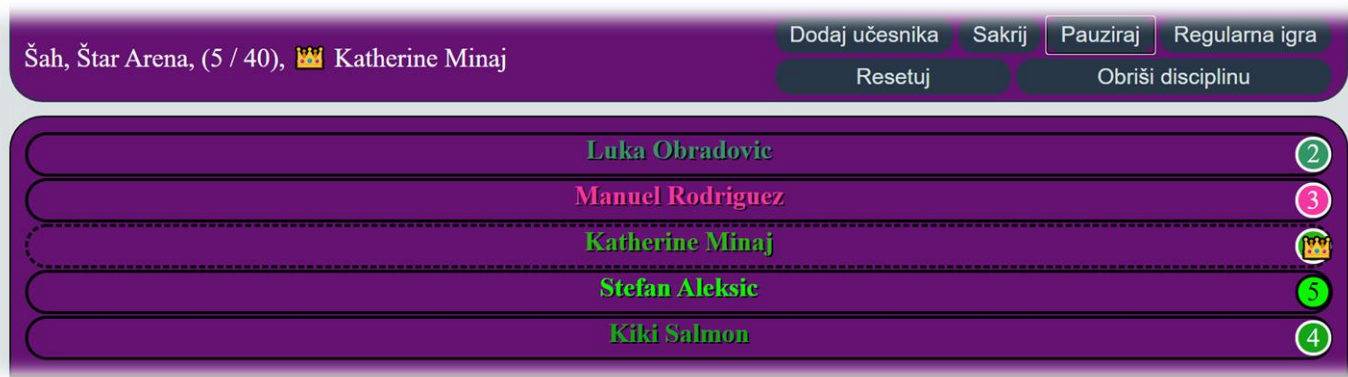 Šah, Štar Arena, (5 / 40), 👑 Katherine Minaj
Dodaj učesnika Sakrij Pauziraj Regularna igra
Resetuj Obriši disciplinu
Luka Obradovic 2
Manuel Rodriguez 3
Katherine Minaj 👑
Stefan Aleksic 5
Kiki Salmon 4